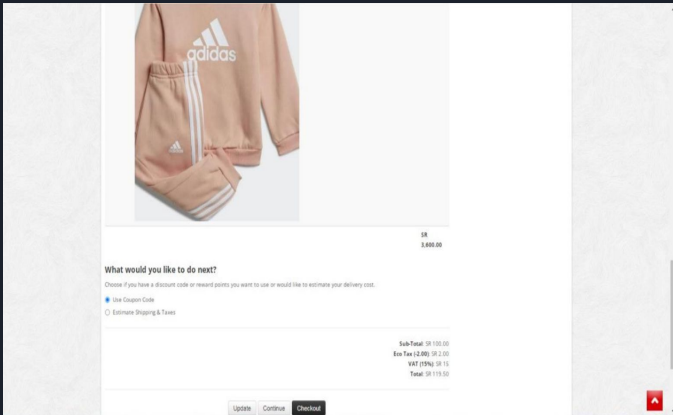 adidas
SR
3,600.00
What would you like to do next?
Choose if you have a discount code or reward points you want to use or would like to estimate your delivery cost.
Use Coupon Code
Estimate Shipping & Taxes
Sub-Total: SR 100.00
Eco Tax (-2.00): SR 2.00
VAT (15%): SR 15
Total: SR 119.50
Update Continue Checkout